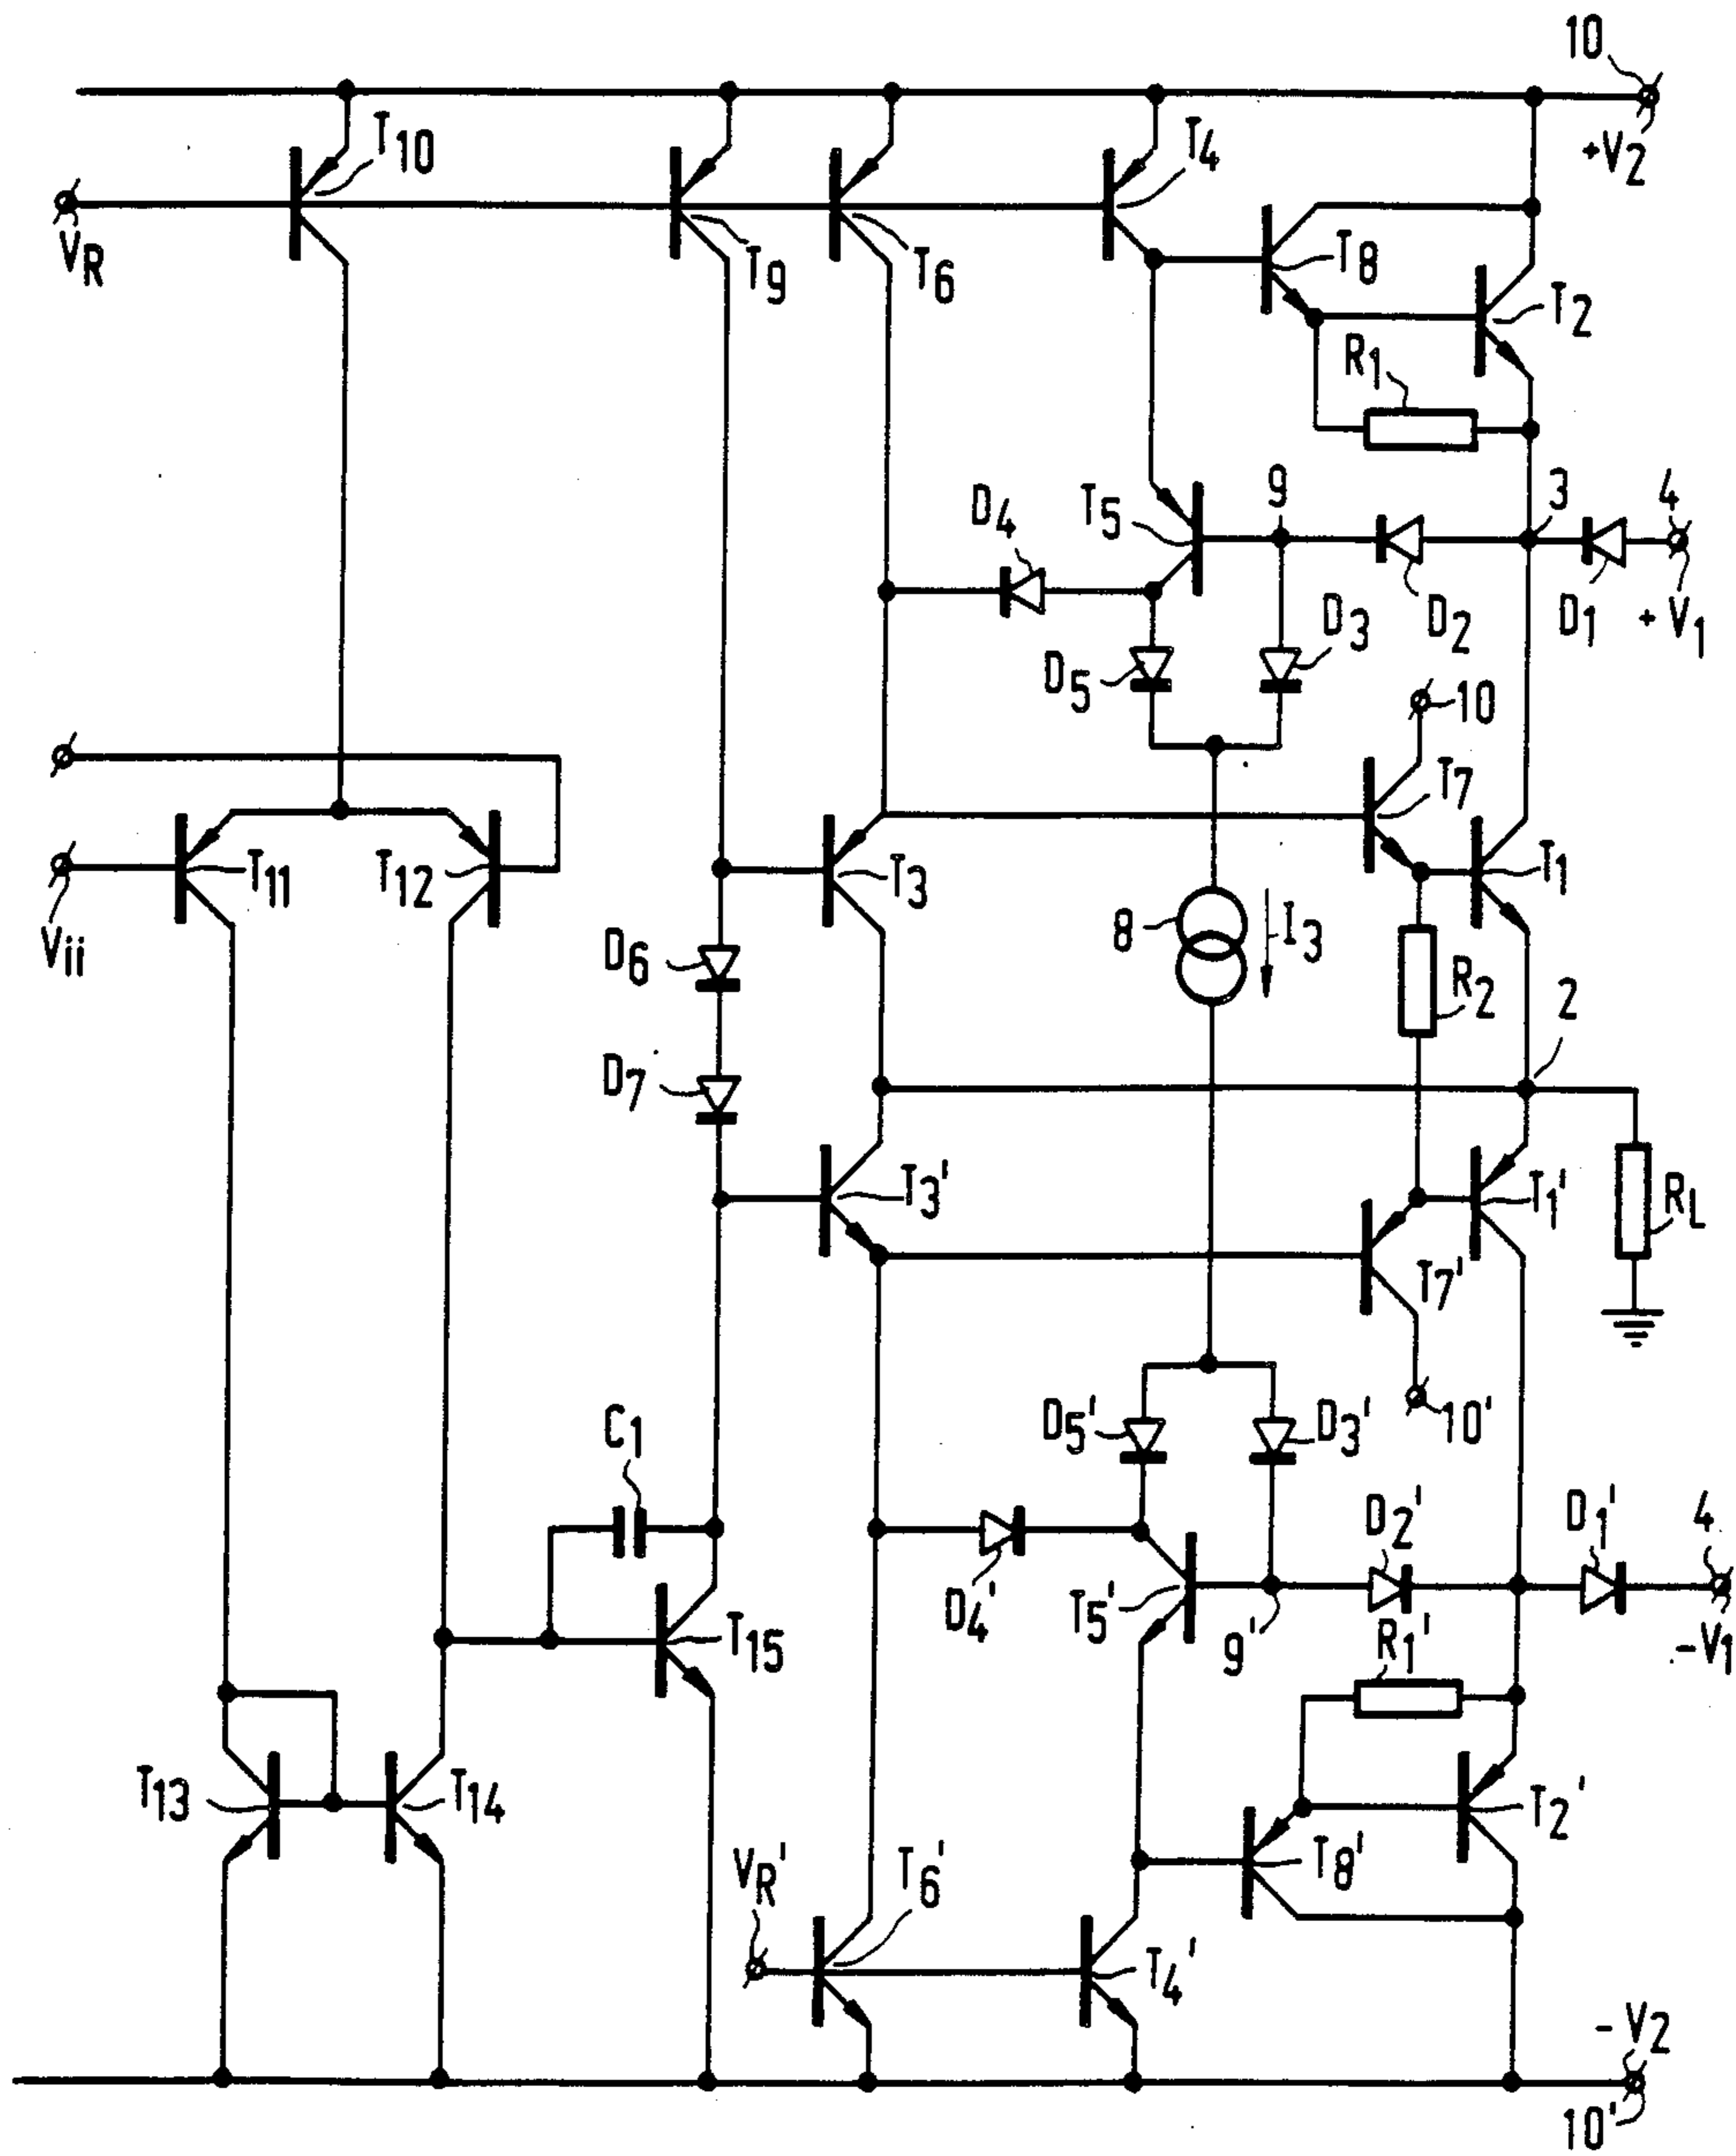 10
+V2
T10
T4
VR
T9
T6
T8
T2
R1
D4
T5
9
3
4
D5
D3
D2
D1
+V1
10
T7
T11
T12
T3
T1
Vii
8
I3
D6
R2
2
D7
T3'
T1'
RL
T7'
C1
D5'
D3'
10'
D2'
D1'
4
D4'
T5'
9'
R1'
-V1
T15
T13
T14
T2'
VR'
T6'
T8'
T4'
-V2
10'